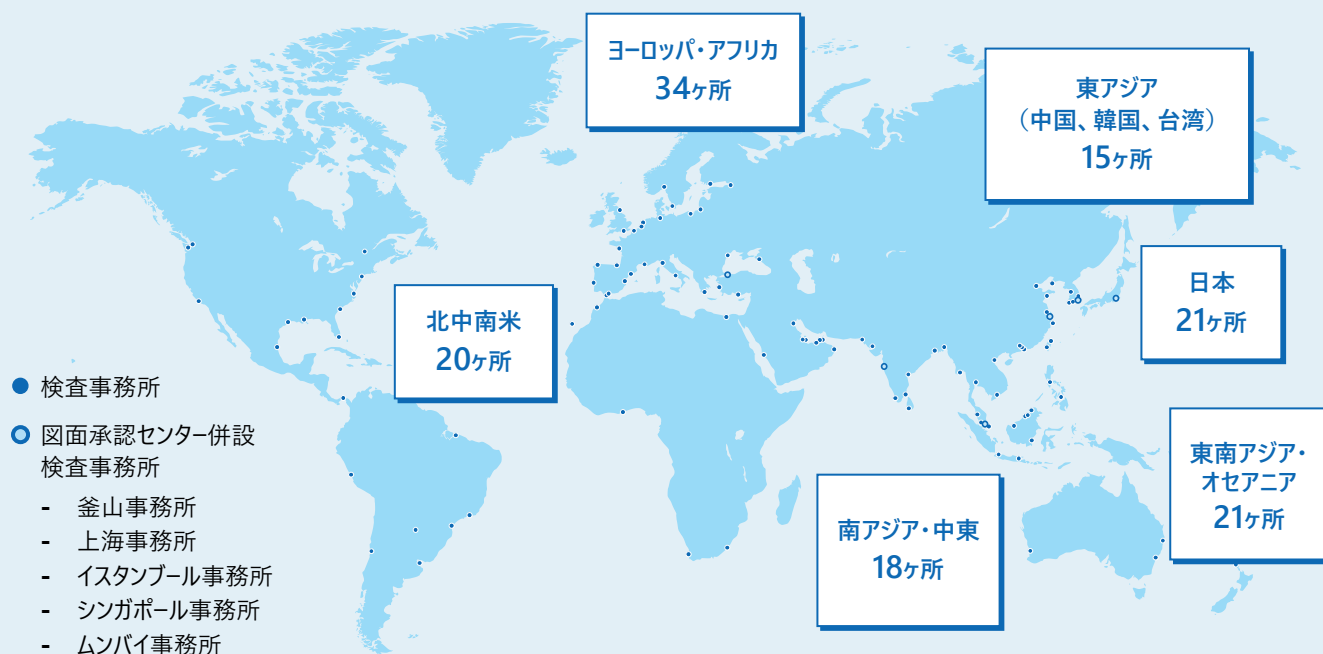 ヨーロッパ・アフリカ
34ヶ所
東アジア
（中国、韓国、台湾）
15ヶ所
日本
21ヶ所
北中南米
20ヶ所
東南アジア・
オセアニア
21ヶ所
南アジア・中東
18ヶ所
検査事務所
図面承認センター併設
検査事務所
- 釜山事務所
- 上海事務所
- イスタンブール事務所
- シンガポール事務所
- ムンバイ事務所